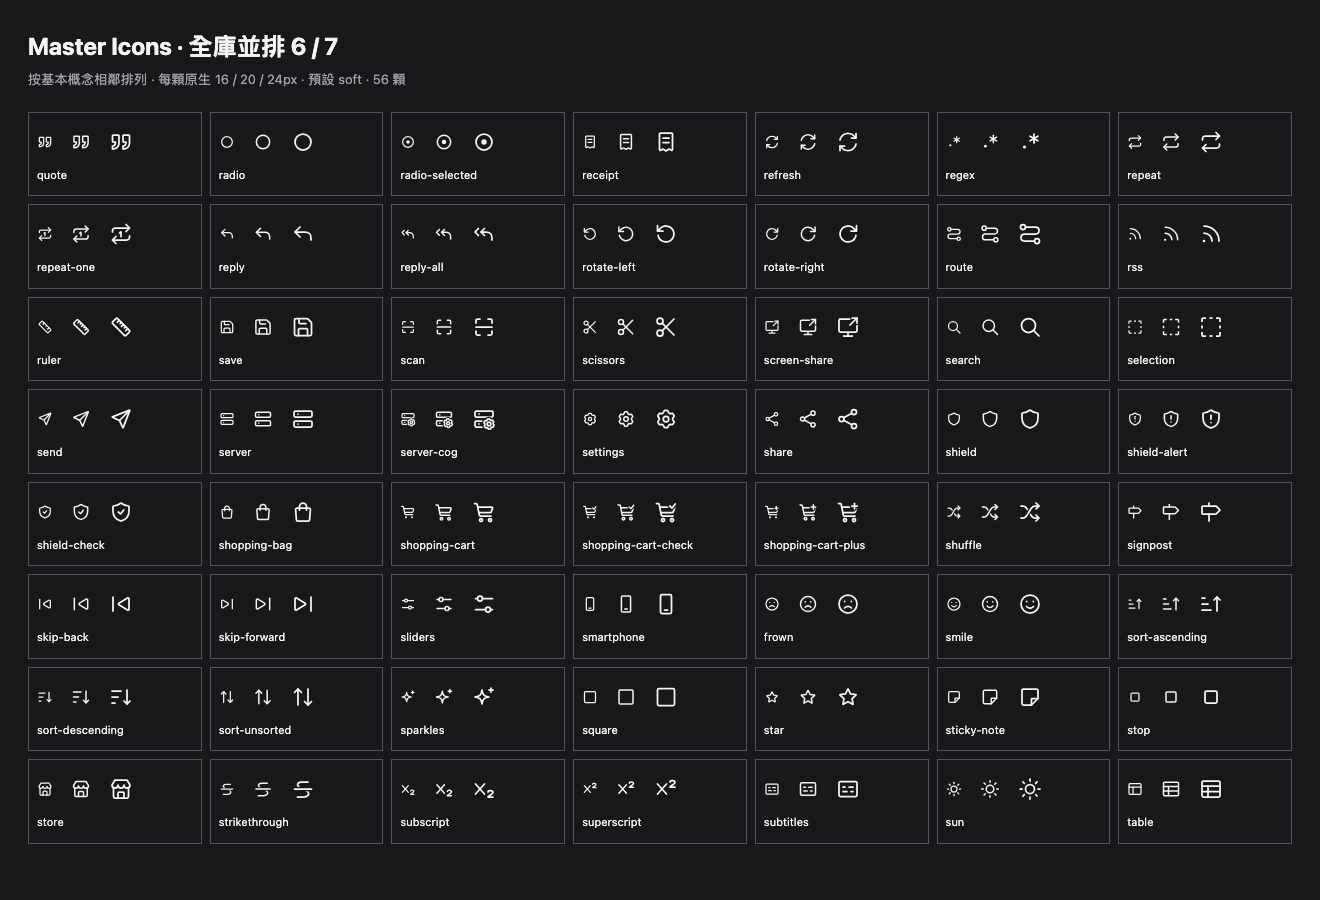 Master Icons · 全庫並排 6 / 7
按基本概念相鄰排列 · 每顆原生 16 / 20 / 24px · 預設 soft · 56 顆
quote radio radio-selected receipt refresh regex repeat
repeat-one reply reply-all rotate-left rotate-right route rss
ruler save scan scissors screen-share search selection
send server server-cog settings share shield shield-alert
shield-check shopping-bag shopping-cart shopping-cart-check shopping-cart-plus shuffle signpost
skip-back skip-forward sliders smartphone frown smile sort-ascending
sort-descending sort-unsorted sparkles square star sticky-note stop
store strikethrough subscript superscript subtitles sun table